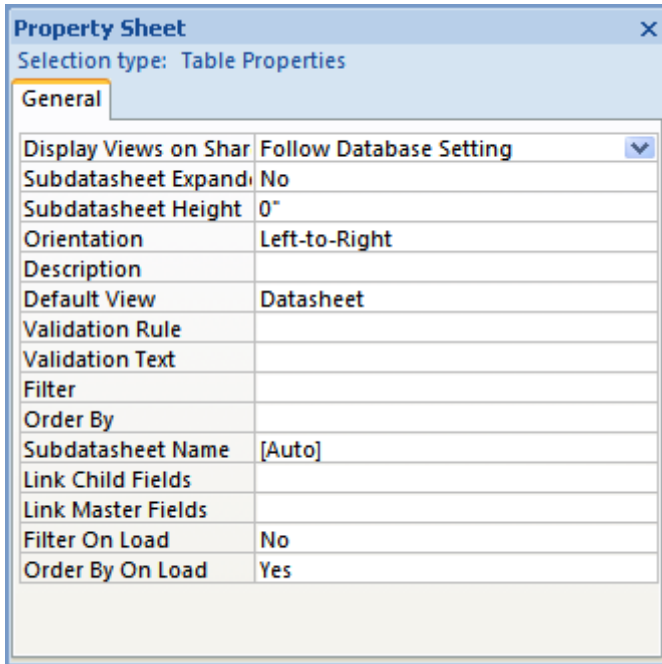 Property Sheet
Selection type: Table Properties
General
Display Views on Shar Follow Database Setting
Subdatasheet Expand No
Subdatasheet Height 0"
Orientation Left-to-Right
Description
Default View Datasheet
Validation Rule
Validation Text
Filter
Order By
Subdatasheet Name [Auto]
Link Child Fields
Link Master Fields
Filter On Load No
Order By On Load Yes